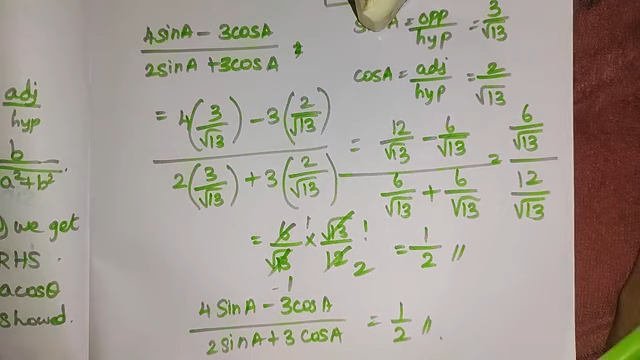 sinA = opp/hyp = 3/√13
4sinA - 3cosA / 2sinA + 3cosA ;
cosA = adj/hyp = 2/√13
= 4(3/√13) - 3(2/√13) / 2(3/√13) + 3(2/√13) = 12/√13 - 6/√13 / 6/√13 + 6/√13 = 6/√13 / 12/√13
= 6/√13 × √13/12 = 1/2 //
4sinA - 3cosA / 2sinA + 3cosA = 1/2 //.
adj/hyp
b/a²+b²
) we get
RHS.
acosθ
showed.